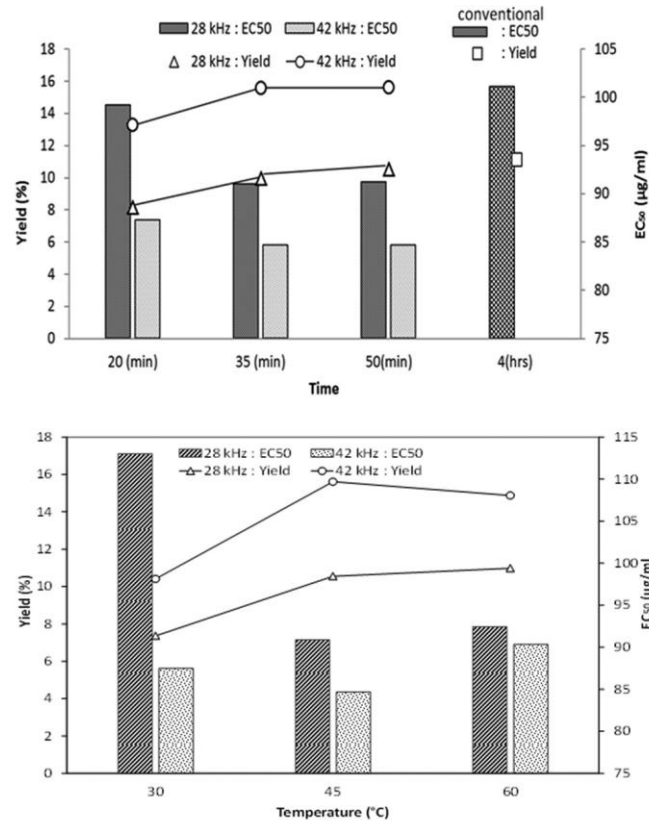 28 kHz : EC50 42 kHz : EC50
28 kHz : Yield 42 kHz : Yield
conventional
: EC50
: Yield
18 105
16 100
14
12 95
10
8 90
6
4 85
2 80
0 75
Yield (%)
EC₅₀ (µg/ml)
20 (min) 35 (min) 50(min) 4(hrs)
Time
28 kHz : EC50 42 kHz : EC50
28 kHz : Yield 42 kHz : Yield
18 115
16 110
14 105
12 100
10 95
8 90
6 85
4 80
2
0 75
Yield (%)
EC₅₀ (µg/ml)
30 45 60
Temperature (°C)